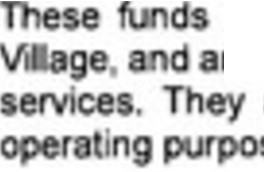 These funds
Village, and
services. They
operating